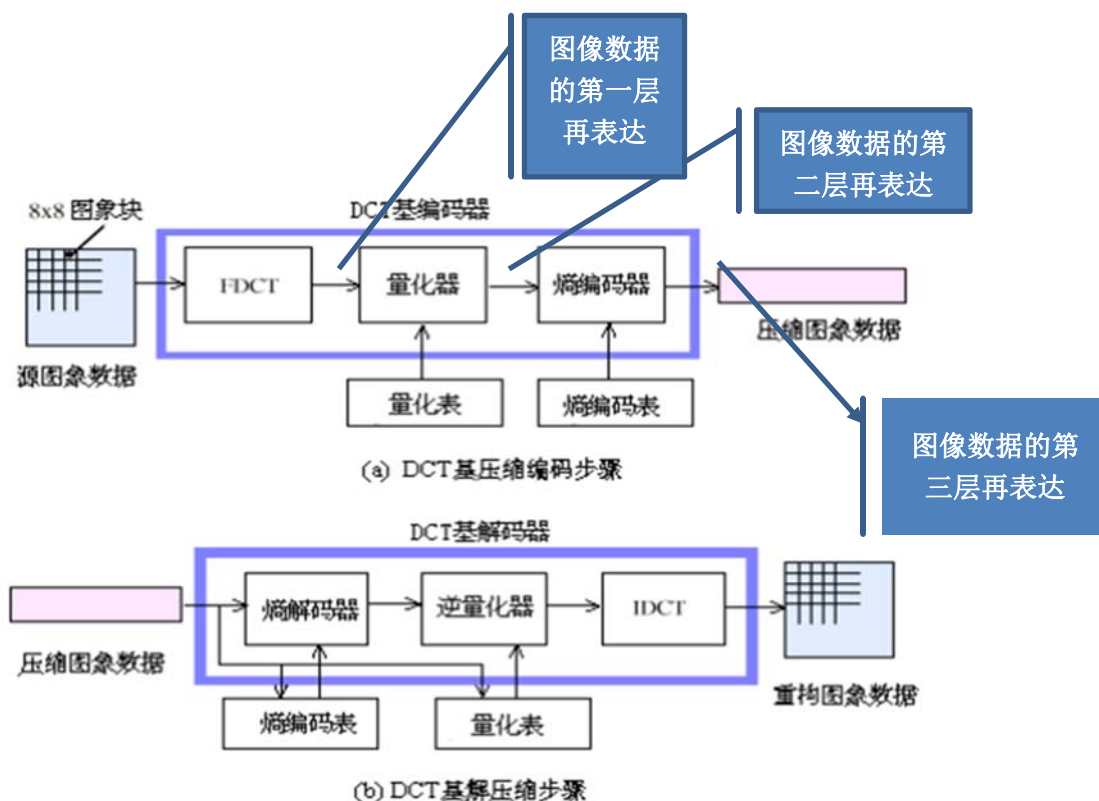 图像数据
的第一层
再表达
图像数据的第
二层再表达
8x8 图象块
DCT基编码器
FDCT
量化器
熵编码器
源图象数据
压缩图象数据
量化表
熵编码表
(a) DCT基压缩编码步骤
图像数据的第
三层再表达
DCT基解码器
熵解码器
逆量化器
IDCT
压缩图象数据
重构图象数据
熵编码表
量化表
(b) DCT基解压缩步骤